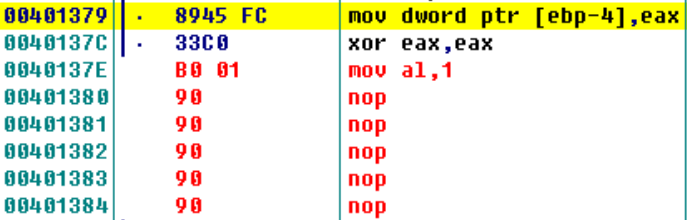 00401379 · 8945 FC mov dword ptr [ebp-4],eax
0040137C · 33C0 xor eax,eax
0040137E B0 01 mov al,1
00401380 90 nop
00401381 90 nop
00401382 90 nop
00401383 90 nop
00401384 90 nop